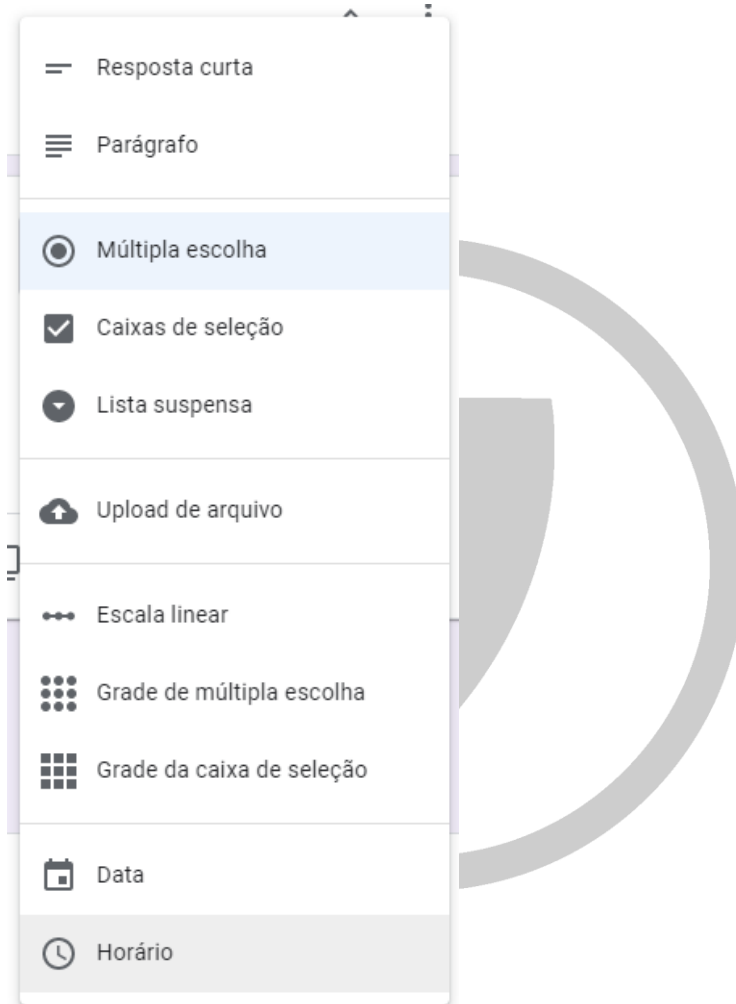 Resposta curta
Parágrafo
Múltipla escolha
Caixas de seleção
Lista suspensa
Upload de arquivo
Escala linear
Grade de múltipla escolha
Grade da caixa de seleção
Data
Horário